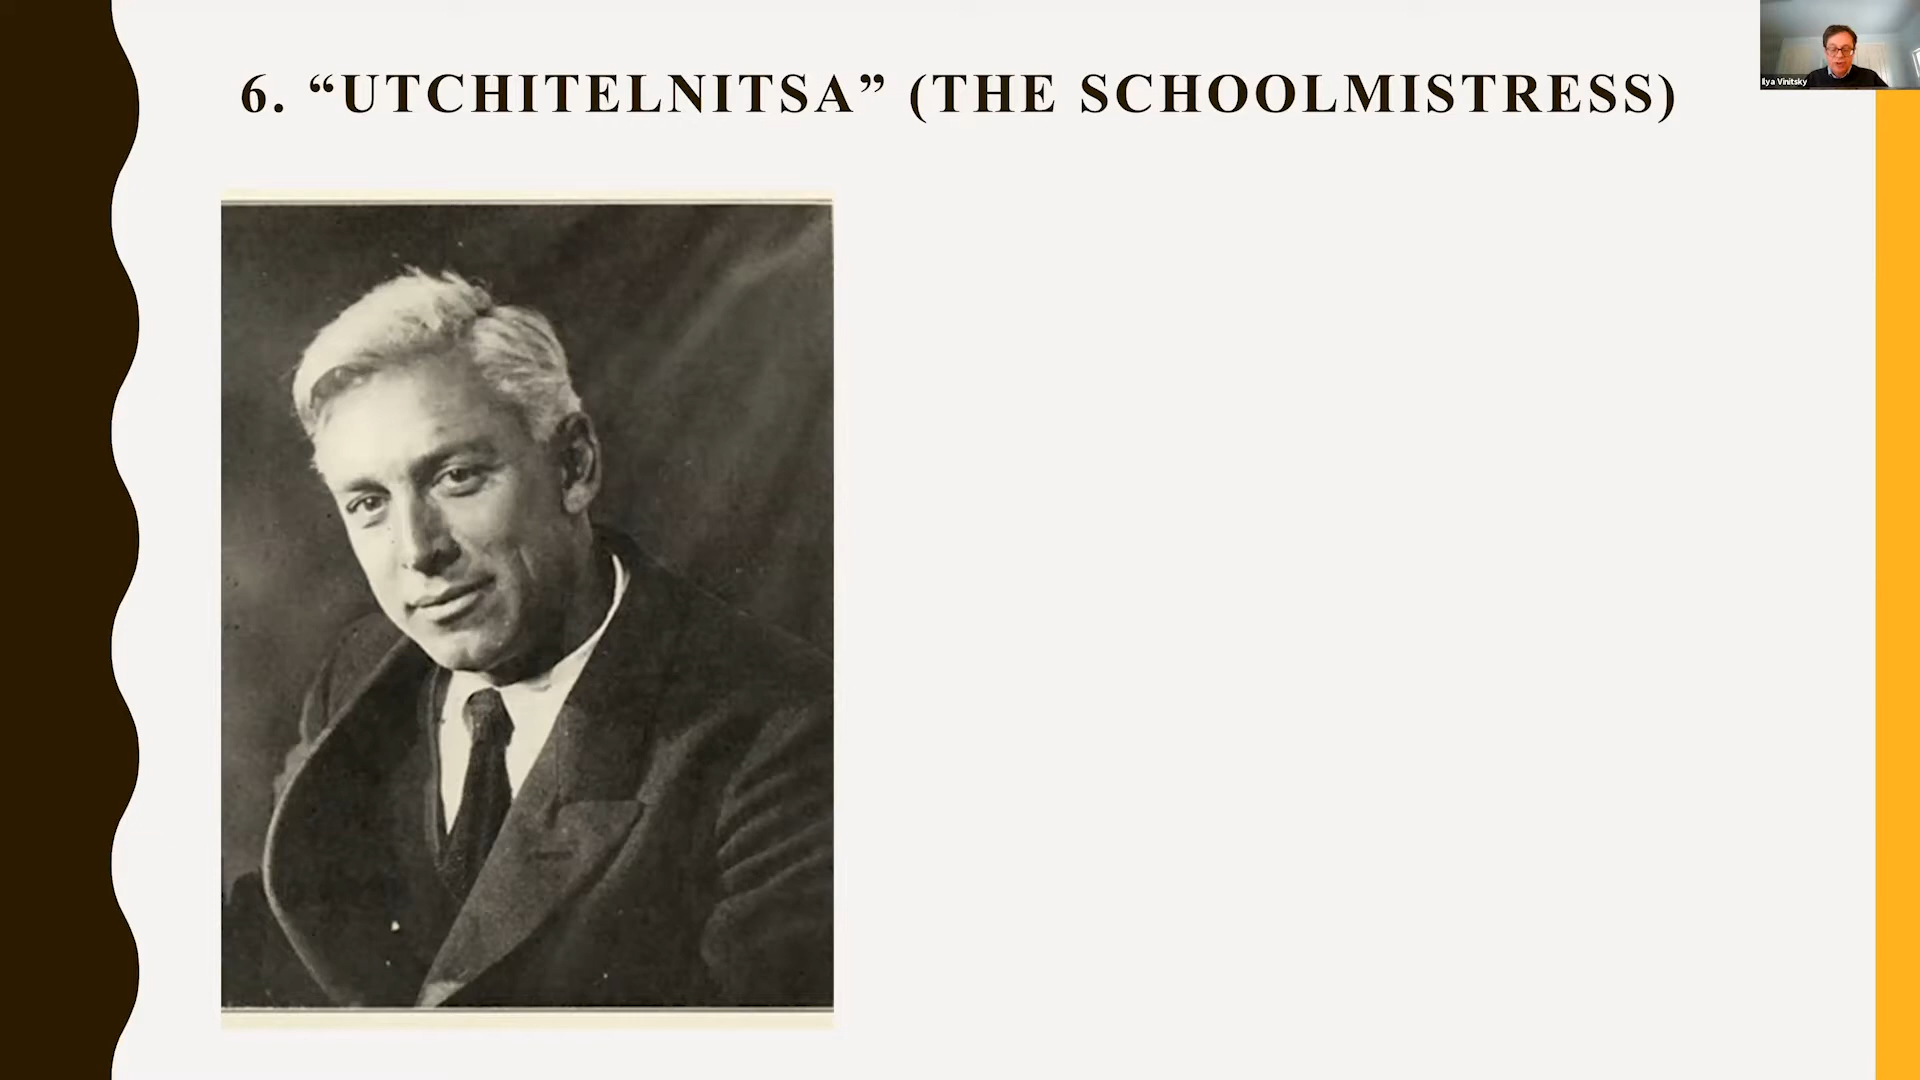 6. “UTCHITELNITSA” (THE SCHOOLMISTRESS)
Ilya Vinitsky